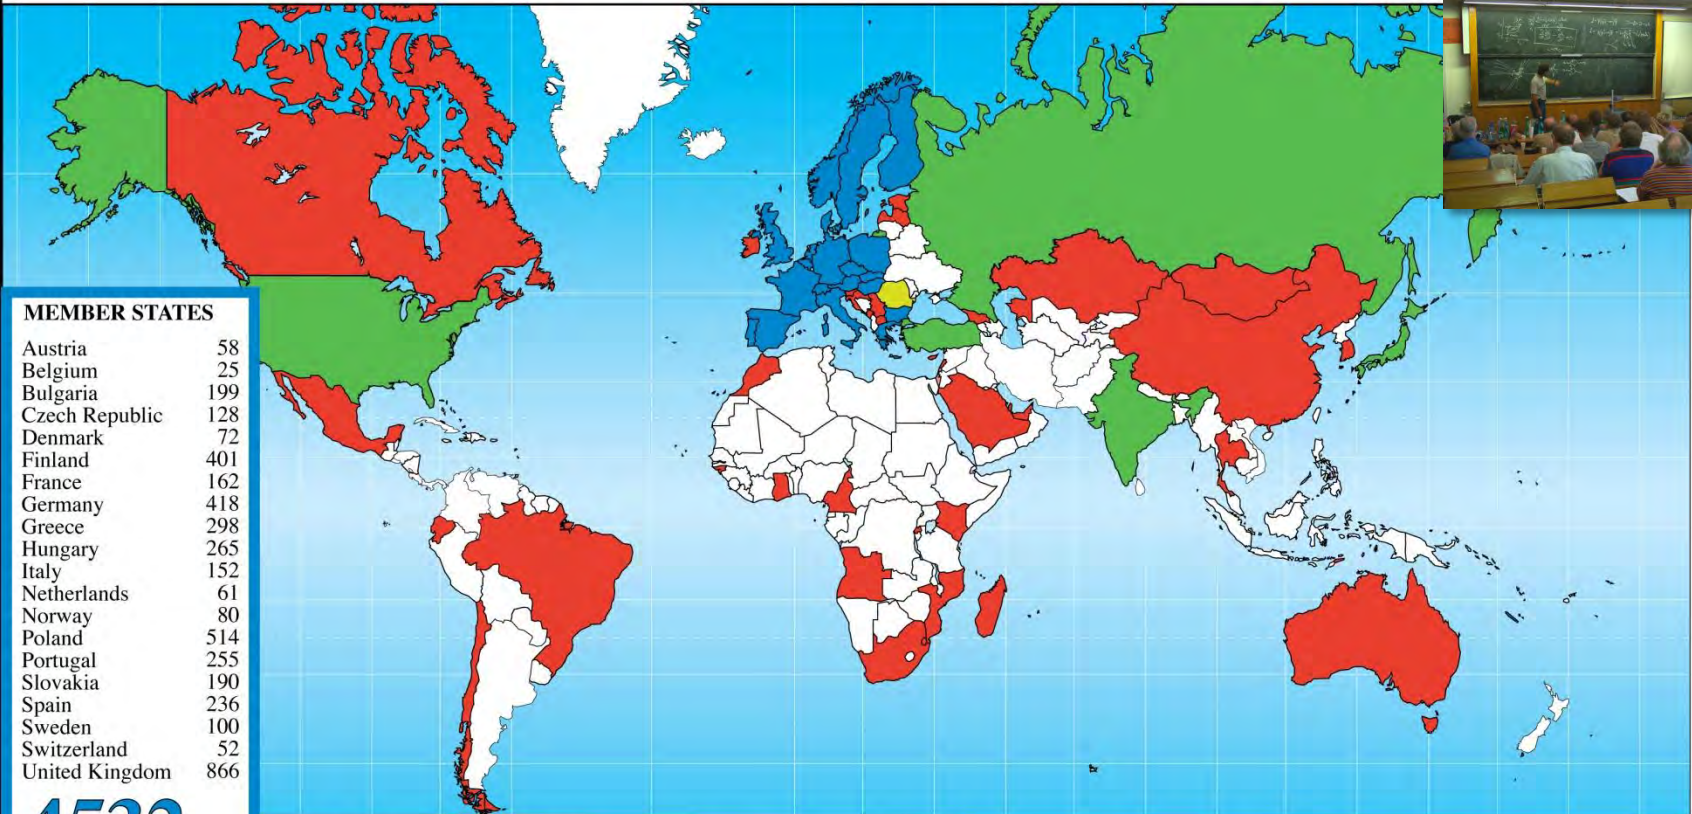 MEMBER STATES
Austria 58
Belgium 25
Bulgaria 199
Czech Republic 128
Denmark 72
Finland 401
France 162
Germany 418
Greece 298
Hungary 265
Italy 152
Netherlands 61
Norway 80
Poland 514
Portugal 255
Slovakia 190
Spain 236
Sweden 100
Switzerland 52
United Kingdom 866
4532